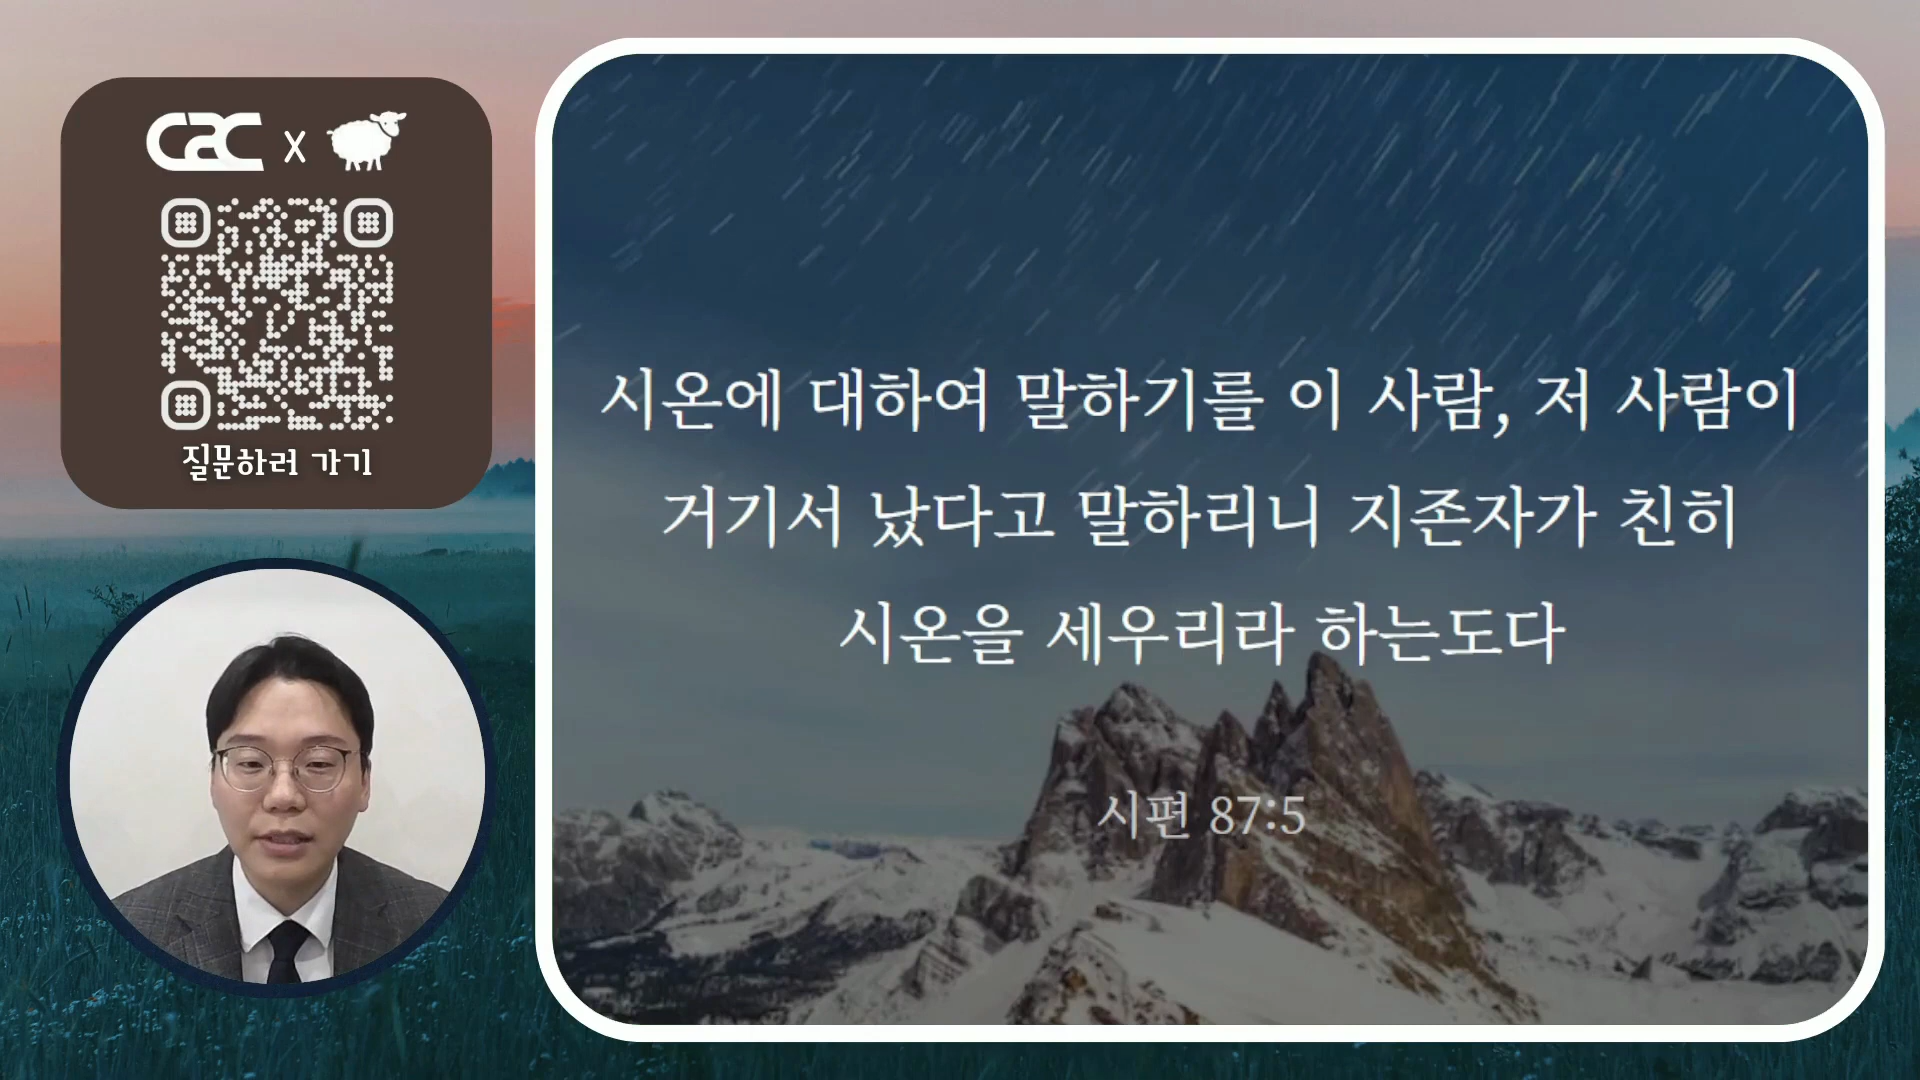 CAC X
질문하러 가기
시온에 대하여 말하기를 이 사람, 저 사람이
거기서 났다고 말하리니 지존자가 친히
시온을 세우리라 하는도다
시편 87:5